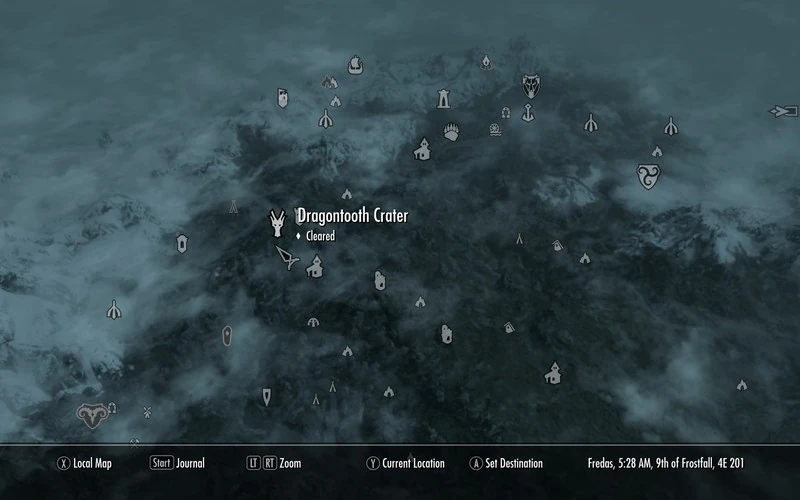 Dragontooth Crater
Cleared
X Local Map Start Journal LT RT Zoom Y Current Location A Set Destination Fredas, 5:28 AM, 9th of Frostfall, 4E 201